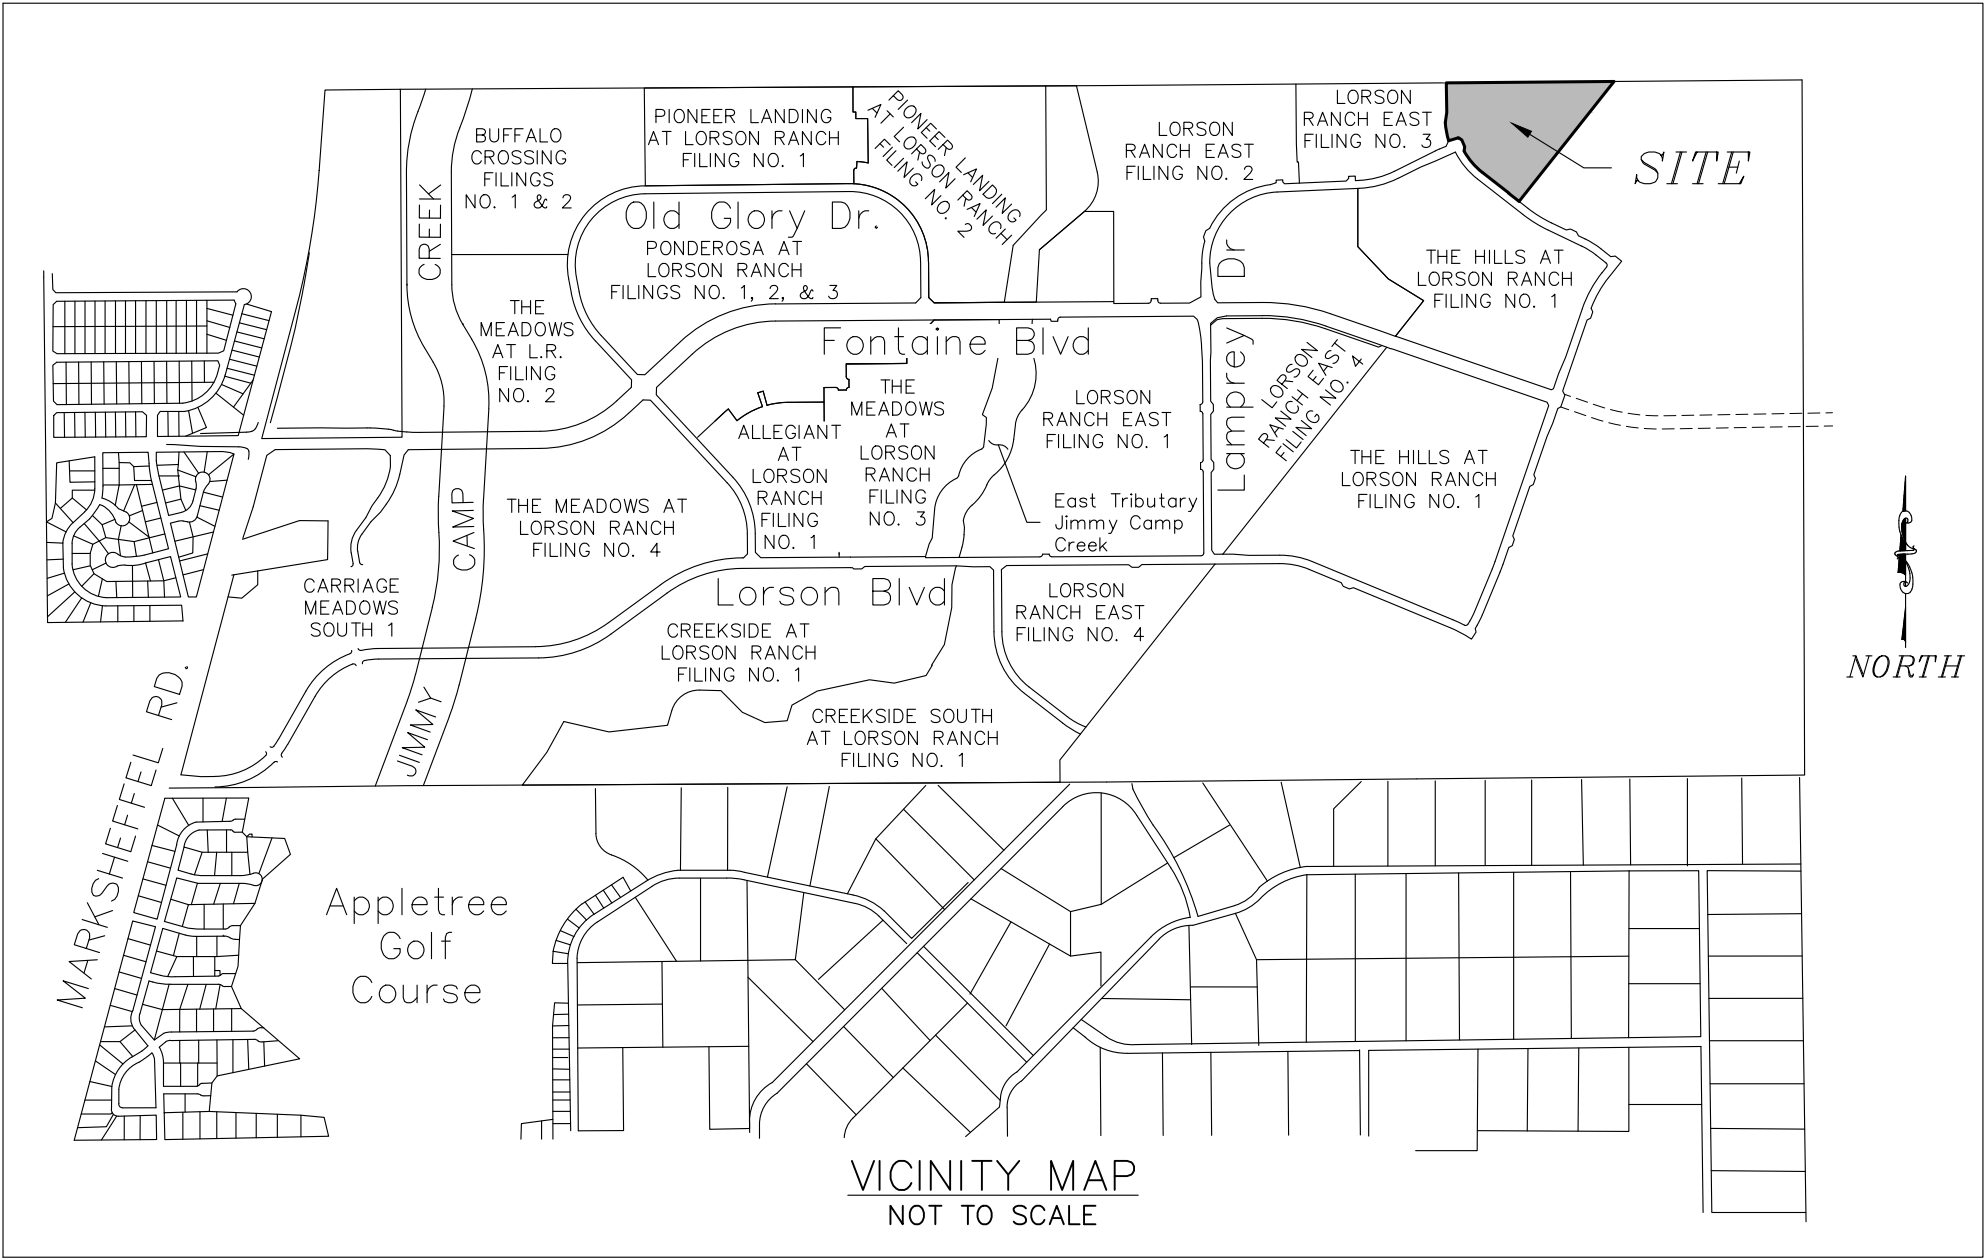 LORSON
RANCH EAST
FILING NO. 3
PIONEER LANDING
AT LORSON RANCH
FILING NO. 1
PIONEER LANDING
AT LORSON RANCH
FILING NO. 2
LORSON
RANCH EAST
FILING NO. 2
BUFFALO
CROSSING
FILINGS
NO. 1 & 2
SITE
CREEK
Old Glory Dr.
PONDEROSA AT
LORSON RANCH
FILINGS NO. 1, 2, & 3
THE HILLS AT
LORSON RANCH
FILING NO. 1
THE
MEADOWS
AT L.R.
FILING
NO. 2
Fontaine Blvd
Lamprey Dr
LORSON
RANCH EAST
FILING NO. 4
THE
MEADOWS
AT
LORSON
RANCH
FILING
NO. 3
LORSON
RANCH EAST
FILING NO. 1
ALLEGIANT
AT
LORSON
RANCH
FILING
NO. 1
THE HILLS AT
LORSON RANCH
FILING NO. 1
CAMP
THE MEADOWS AT
LORSON RANCH
FILING NO. 4
East Tributary
Jimmy Camp
Creek
CARRIAGE
MEADOWS
SOUTH 1
Lorson Blvd
LORSON
RANCH EAST
FILING NO. 4
CREEKSIDE AT
LORSON RANCH
FILING NO. 1
NORTH
JIMMY
CREEKSIDE SOUTH
AT LORSON RANCH
FILING NO. 1
MARKSHEFFEL RD.
Appletree
Golf
Course
VICINITY MAP
NOT TO SCALE